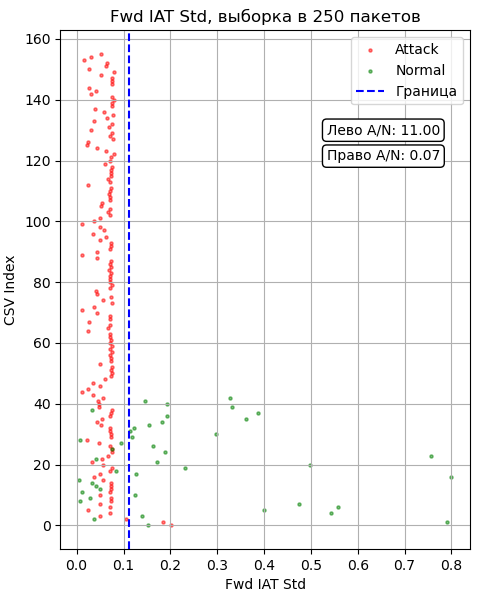 Fwd IAT Std, выборка в 250 пакетов
160
140
120
100
80
60
40
20
0
CSV Index
Attack
Normal
Граница
Лево A/N: 11.00
Право A/N: 0.07
0.0 0.1 0.2 0.3 0.4 0.5 0.6 0.7 0.8
Fwd IAT Std